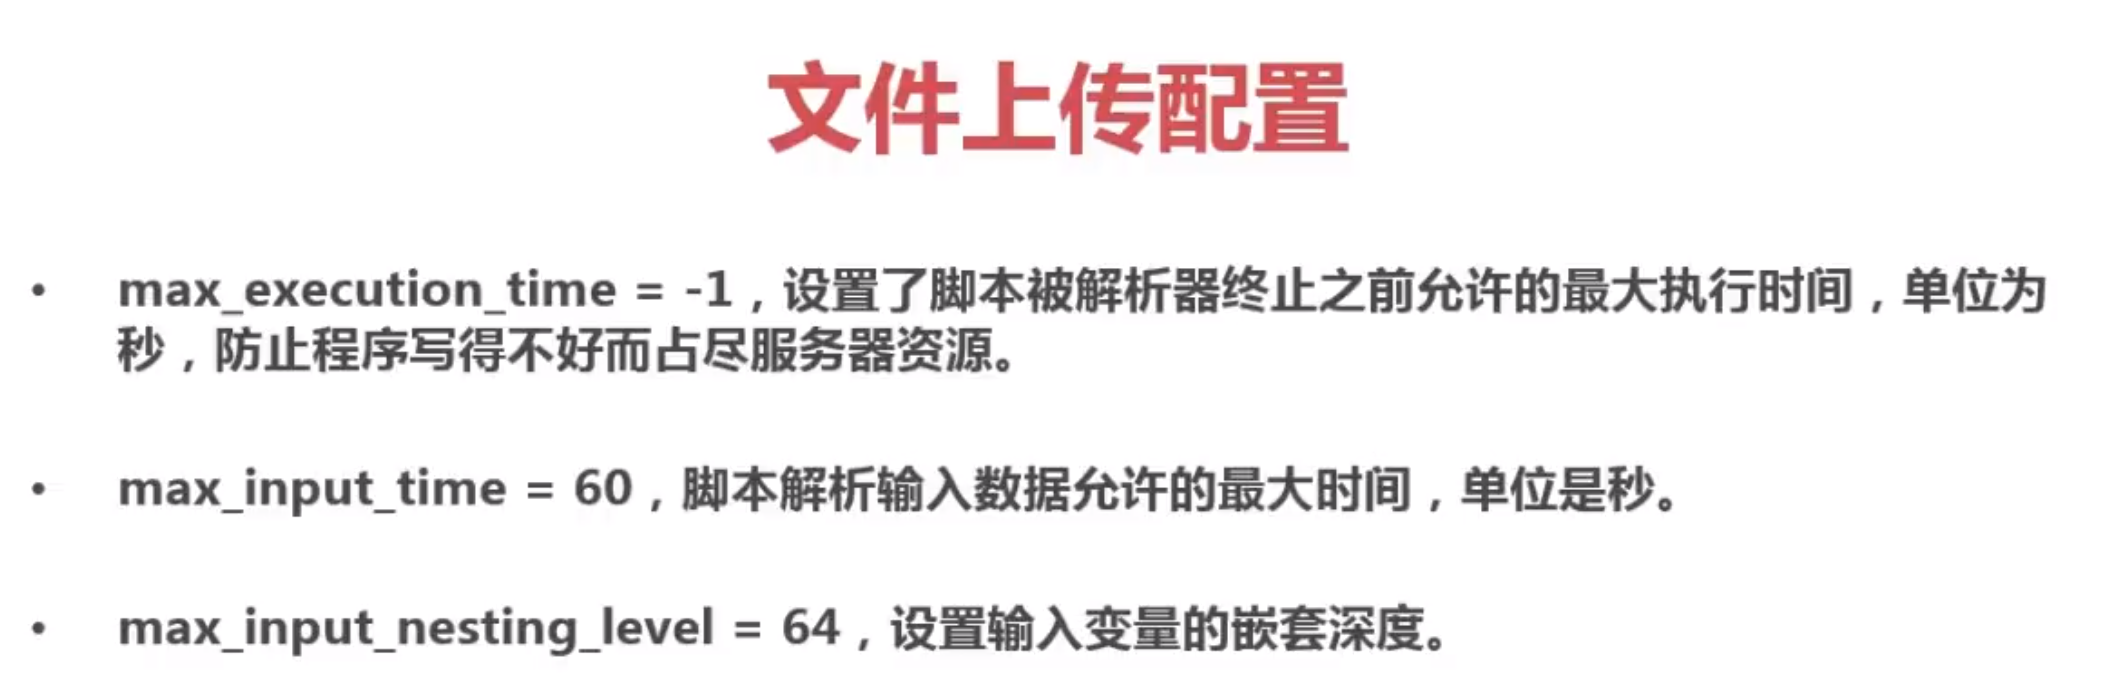 文件上传配置
• max_execution_time = -1，设置了脚本被解析器终止之前允许的最大执行时间，单位为
秒，防止程序写得不好而占尽服务器资源。
• max_input_time = 60，脚本解析输入数据允许的最大时间，单位是秒。
• max_input_nesting_level = 64，设置输入变量的嵌套深度。